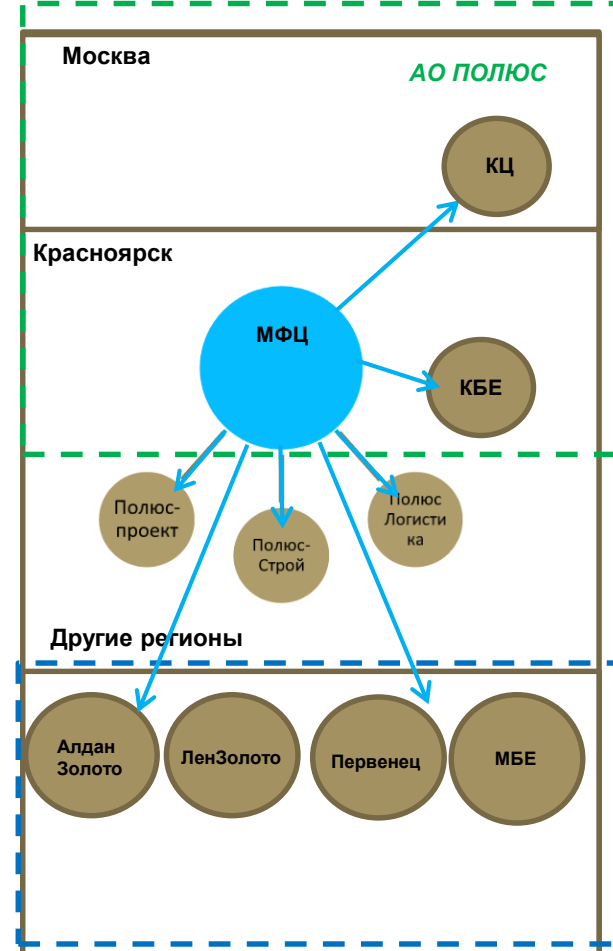 Москва
АО ПОЛЮС
КЦ
Красноярск
МФЦ
КБЕ
Полюс-
проект
Полюс-
Строй
Полюс
Логисти
ка
Другие регионы
Алдан
Золото
ЛенЗолото
Первенец
МБЕ